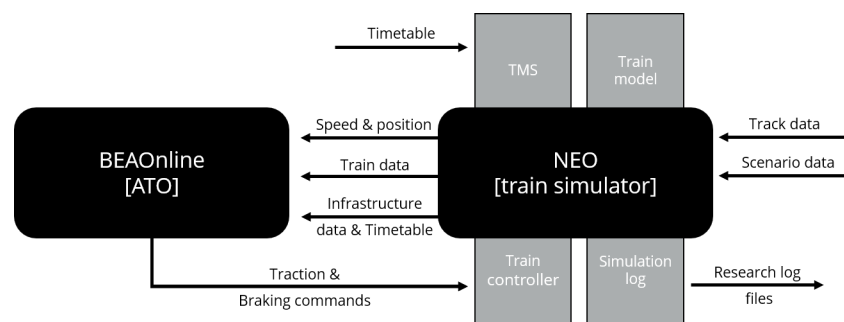 Timetable
TMS
Train
model
BEAOnline
[ATO]
Speed & position
Train data
Infrastructure
data & Timetable
NEO
[train simulator]
Track data
Scenario data
Traction &
Braking commands
Train
controller
Simulation
log
Research log
files